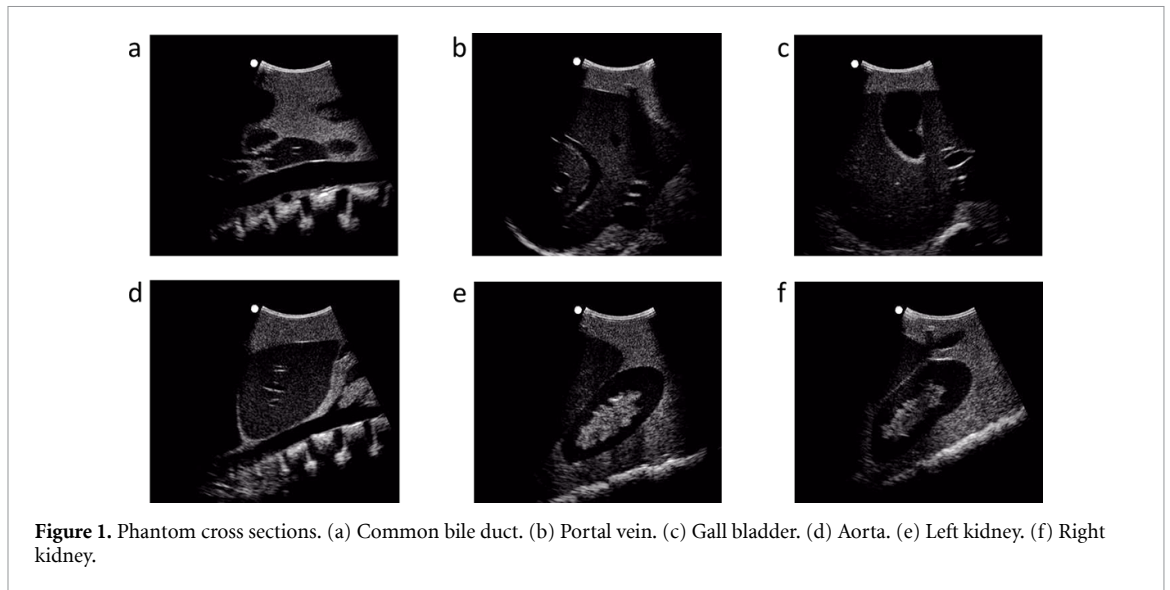 a
b
c
d
e
f
Figure 1. Phantom cross sections. (a) Common bile duct. (b) Portal vein. (c) Gall bladder. (d) Aorta. (e) Left kidney. (f) Right
kidney.